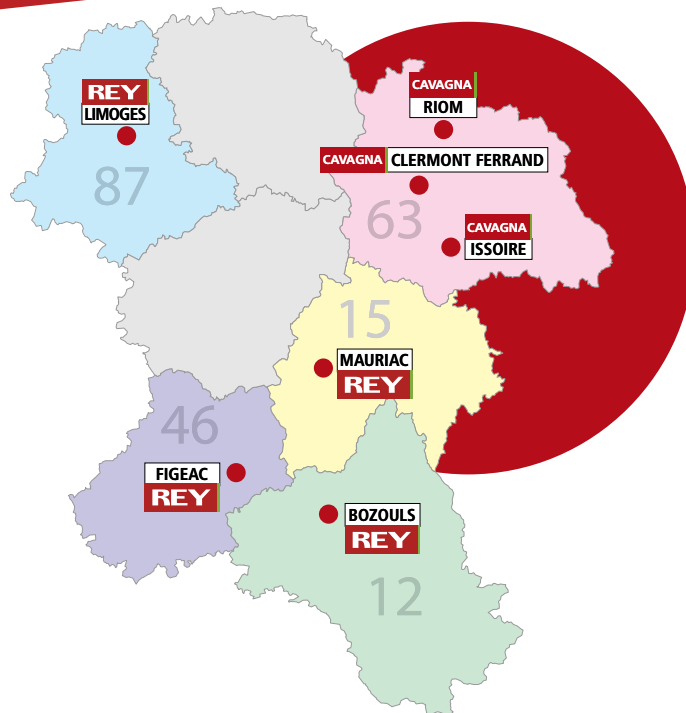 CAVAGNA
RIOM
REY
LIMOGES
CAVAGNA CLERMONT FERRAND
87
63
CAVAGNA
ISSOIRE
15
MAURIAC
REY
46
FIGEAC
REY
BOZOULS
REY
12